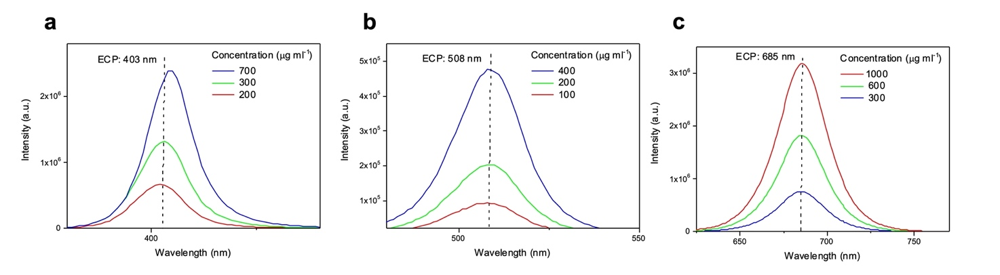 a
ECP: 403 nm
Concentration (μg ml⁻¹)
700
300
200
2x10⁶
1x10⁶
0
400
Intensity (a.u.)
Wavelength (nm)
b
ECP: 508 nm
Concentration (μg ml⁻¹)
400
200
100
5x10⁵
4x10⁵
3x10⁵
2x10⁵
1x10⁵
500
550
Intensity (a.u.)
Wavelength (nm)
c
ECP: 685 nm
Concentration (μg ml⁻¹)
1000
600
300
3x10⁶
2x10⁶
1x10⁶
0
650
700
750
Intensity (a.u.)
Wavelength (nm)